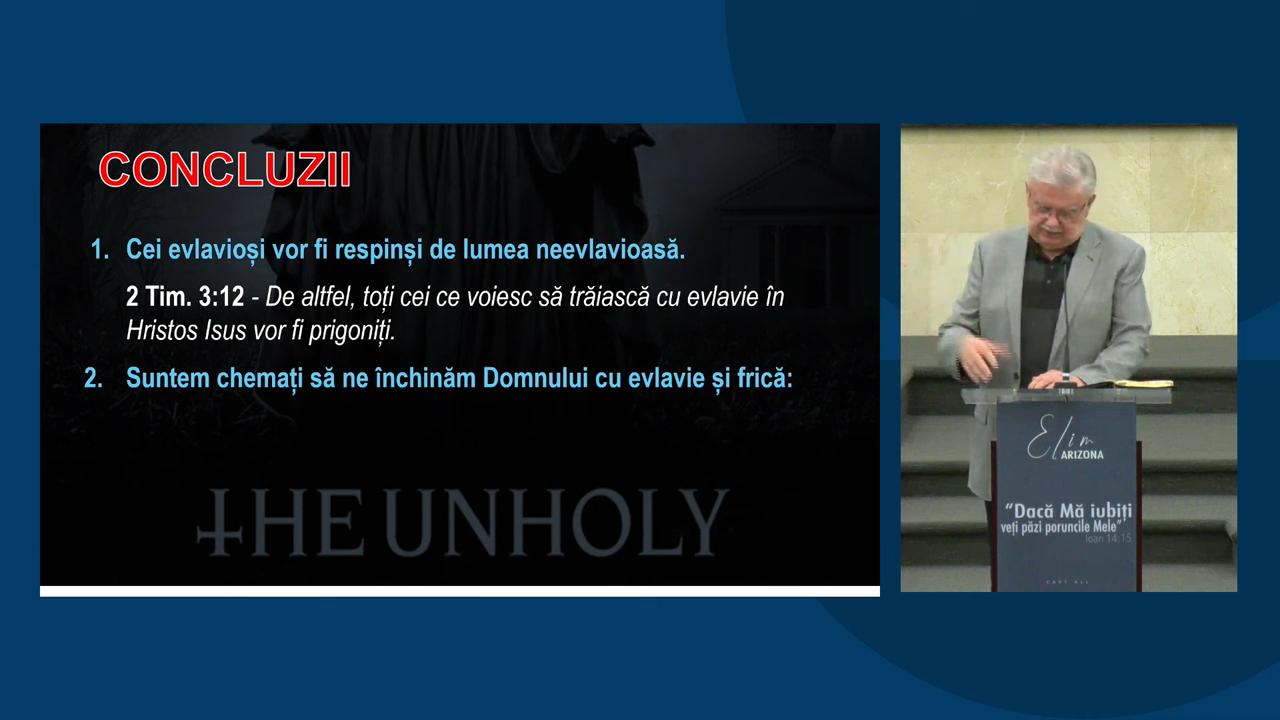 CONCLUZII
1. Cei evlavioși vor fi respinși de lumea neevlavioasă.
2 Tim. 3:12 - De altfel, toți cei ce voiesc să trăiască cu evlavie în
Hristos Isus vor fi prigoniți.
2. Suntem chemați să ne închinăm Domnului cu evlavie și frică:
THE UNHOLY
Elim
ARIZONA
"Dacă Mă iubiți
veți păzi poruncile Mele"
Ioan 14:15